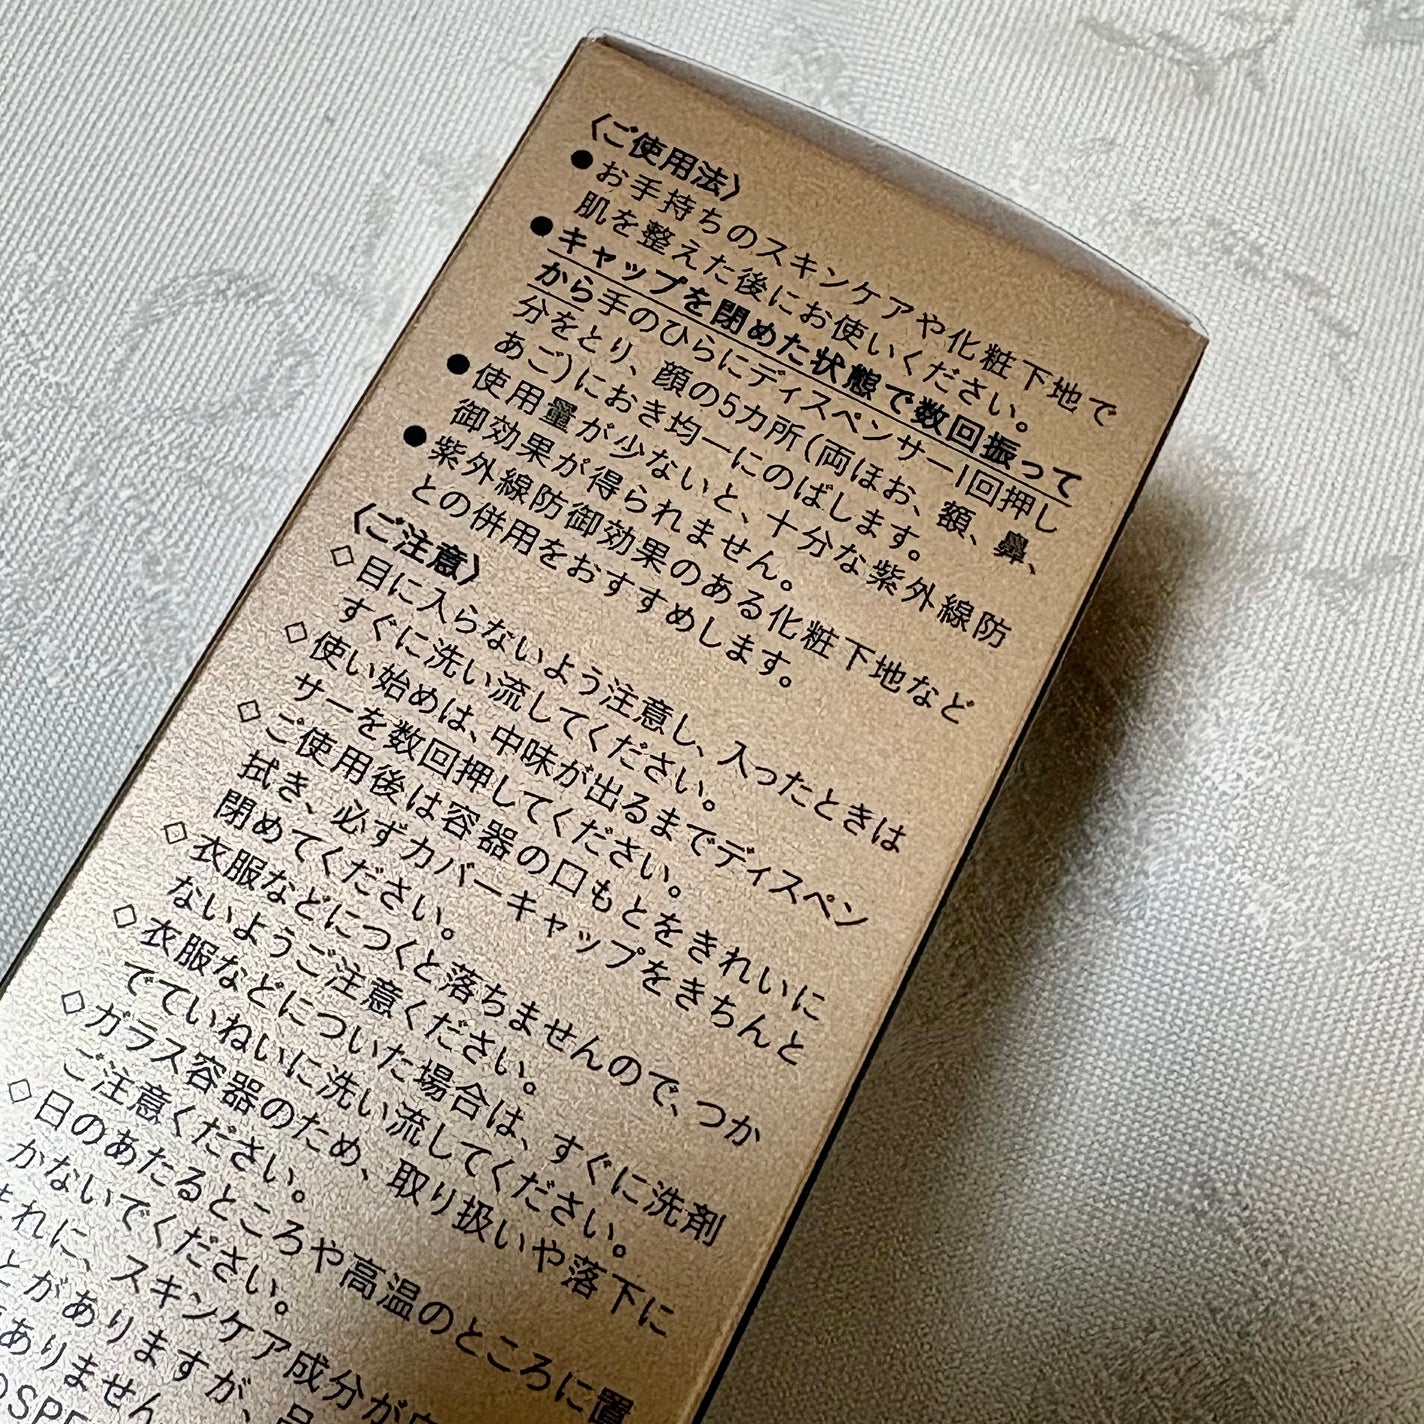 〈ご使用法〉
●お手持ちのスキンケアや化粧下地で
肌を整えた後にお使いください。
●キャップを閉めた状態で数回振って
から手のひらにディスペンサー1回押し
分をとり、顔の5カ所(両ほお、額、鼻、
あご)におき均一にのばします。
●使用量が少ないと、十分な紫外線防
御効果が得られません。
●紫外線防御効果のある化粧下地など
との併用をおすすめします。
〈ご注意〉
◇目に入らないよう注意し、入ったときは
すぐに洗い流してください。
◇使い始めは、中味が出るまでディスペン
サーを数回押してください。
◇ご使用後は容器の口もとをきれいに
拭き、必ずカバーキャップをきちんと
閉めてください。
◇衣服などにつくと落ちませんので、つか
ないようご注意ください。
◇衣服などについた場合は、すぐに洗剤
でていねいに洗い流してください。
◇ガラス容器のため、取り扱いや落下に
ご注意ください。
◇日のあたるところや高温のところに置
かないでください。
まれに、スキンケア成分が
とがありますが、品
ありません
SPF